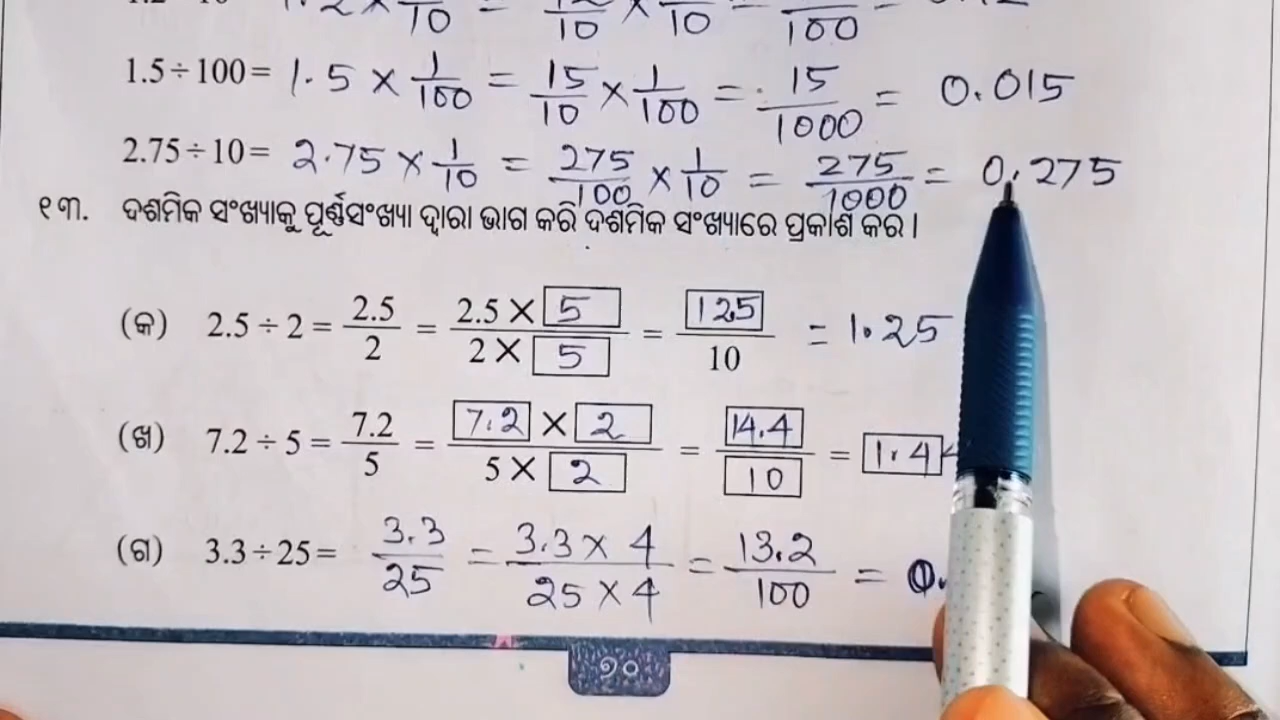 1.5 ÷ 100 = 1.5 × 1/100 = 15/10 × 1/100 = 15/1000 = 0.015
2.75 ÷ 10 = 2.75 × 1/10 = 275/100 × 1/10 = 275/1000 = 0.275
୧୩. ଦଶମିକ ସଂଖ୍ୟାକୁ ପୂର୍ଣ୍ଣସଂଖ୍ୟା ଦ୍ୱାରା ଭାଗ କରି ଦଶମିକ ସଂଖ୍ୟାରେ ପ୍ରକାଶ କର ।
(କ) 2.5 ÷ 2 = 2.5/2 = 2.5 × 5/2 × 5 = 12.5/10 = 1.25
(ଖ) 7.2 ÷ 5 = 7.2/5 = 7.2 × 2/5 × 2 = 14.4/10 = 1.4
(ଗ) 3.3 ÷ 25 = 3.3/25 = 3.3 × 4/25 × 4 = 13.2/100 = 0.
୭୦